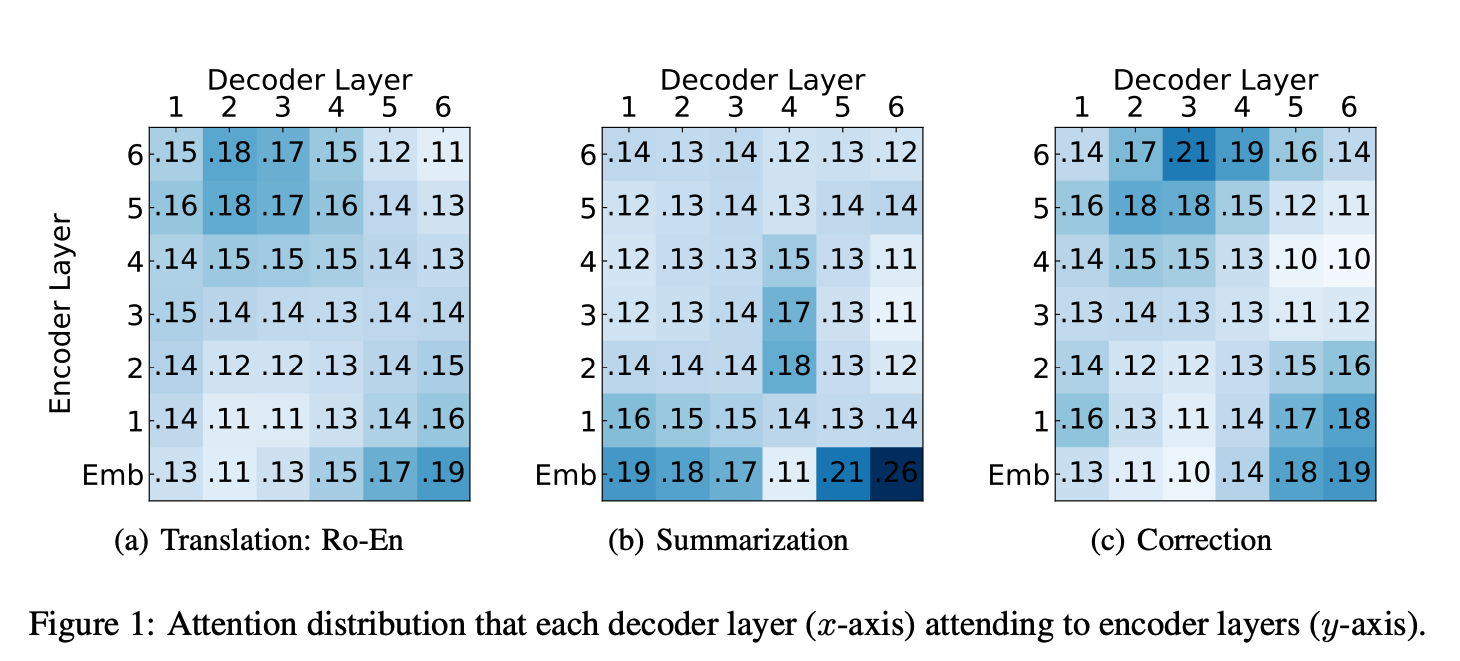 Decoder Layer
1 2 3 4 5 6
Encoder Layer
6 .15 .18 .17 .15 .12 .11
5 .16 .18 .17 .16 .14 .13
4 .14 .15 .15 .15 .14 .13
3 .15 .14 .14 .13 .14 .14
2 .14 .12 .12 .13 .14 .15
1 .14 .11 .11 .13 .14 .16
Emb .13 .11 .13 .15 .17 .19
(a) Translation: Ro-En
Decoder Layer
1 2 3 4 5 6
6 .14 .13 .14 .12 .13 .12
5 .12 .13 .14 .13 .14 .14
4 .12 .13 .13 .15 .13 .11
3 .12 .13 .14 .17 .13 .11
2 .14 .14 .14 .18 .13 .12
1 .16 .15 .15 .14 .13 .14
Emb .19 .18 .17 .11 .21 .26
(b) Summarization
Decoder Layer
1 2 3 4 5 6
6 .14 .17 .21 .19 .16 .14
5 .16 .18 .18 .15 .12 .11
4 .14 .15 .15 .13 .10 .10
3 .13 .14 .13 .13 .11 .12
2 .14 .12 .12 .13 .15 .16
1 .16 .13 .11 .14 .17 .18
Emb .13 .11 .10 .14 .18 .19
(c) Correction
Figure 1: Attention distribution that each decoder layer (x-axis) attending to encoder layers (y-axis).